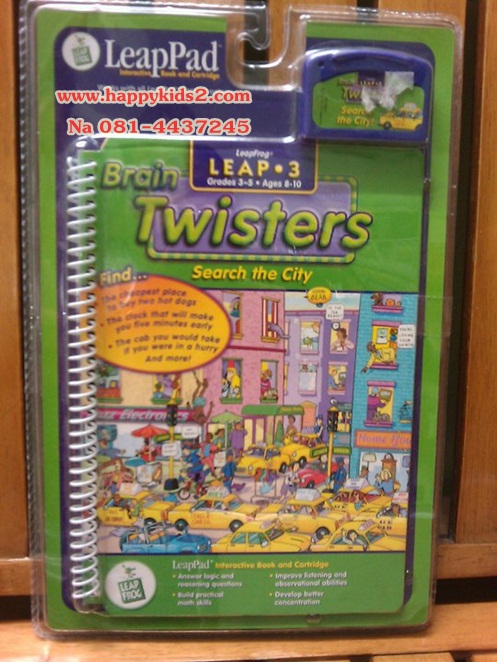 LEAP FROG
LeapPad
Interactive Book and Cartridge
www.happykids2.com
Na 081-4437245
Brain
Twisters
Search
the City
LeapFrog
LEAP • 3
Grades 3-5 • Ages 8-10
Brain
Twisters
Search the City
Find...
• The cheapest place
to buy two hot dogs
• The clock that will make
you five minutes early
• The cab you would take
if you were in a hurry
And more!
Electronics
LeapPad Interactive Book and Cartridge
• Answer logic and
reasoning questions
• Build practical
math skills
• Improve listening and
observational abilities
• Develop better
concentration
LEAP
FROG